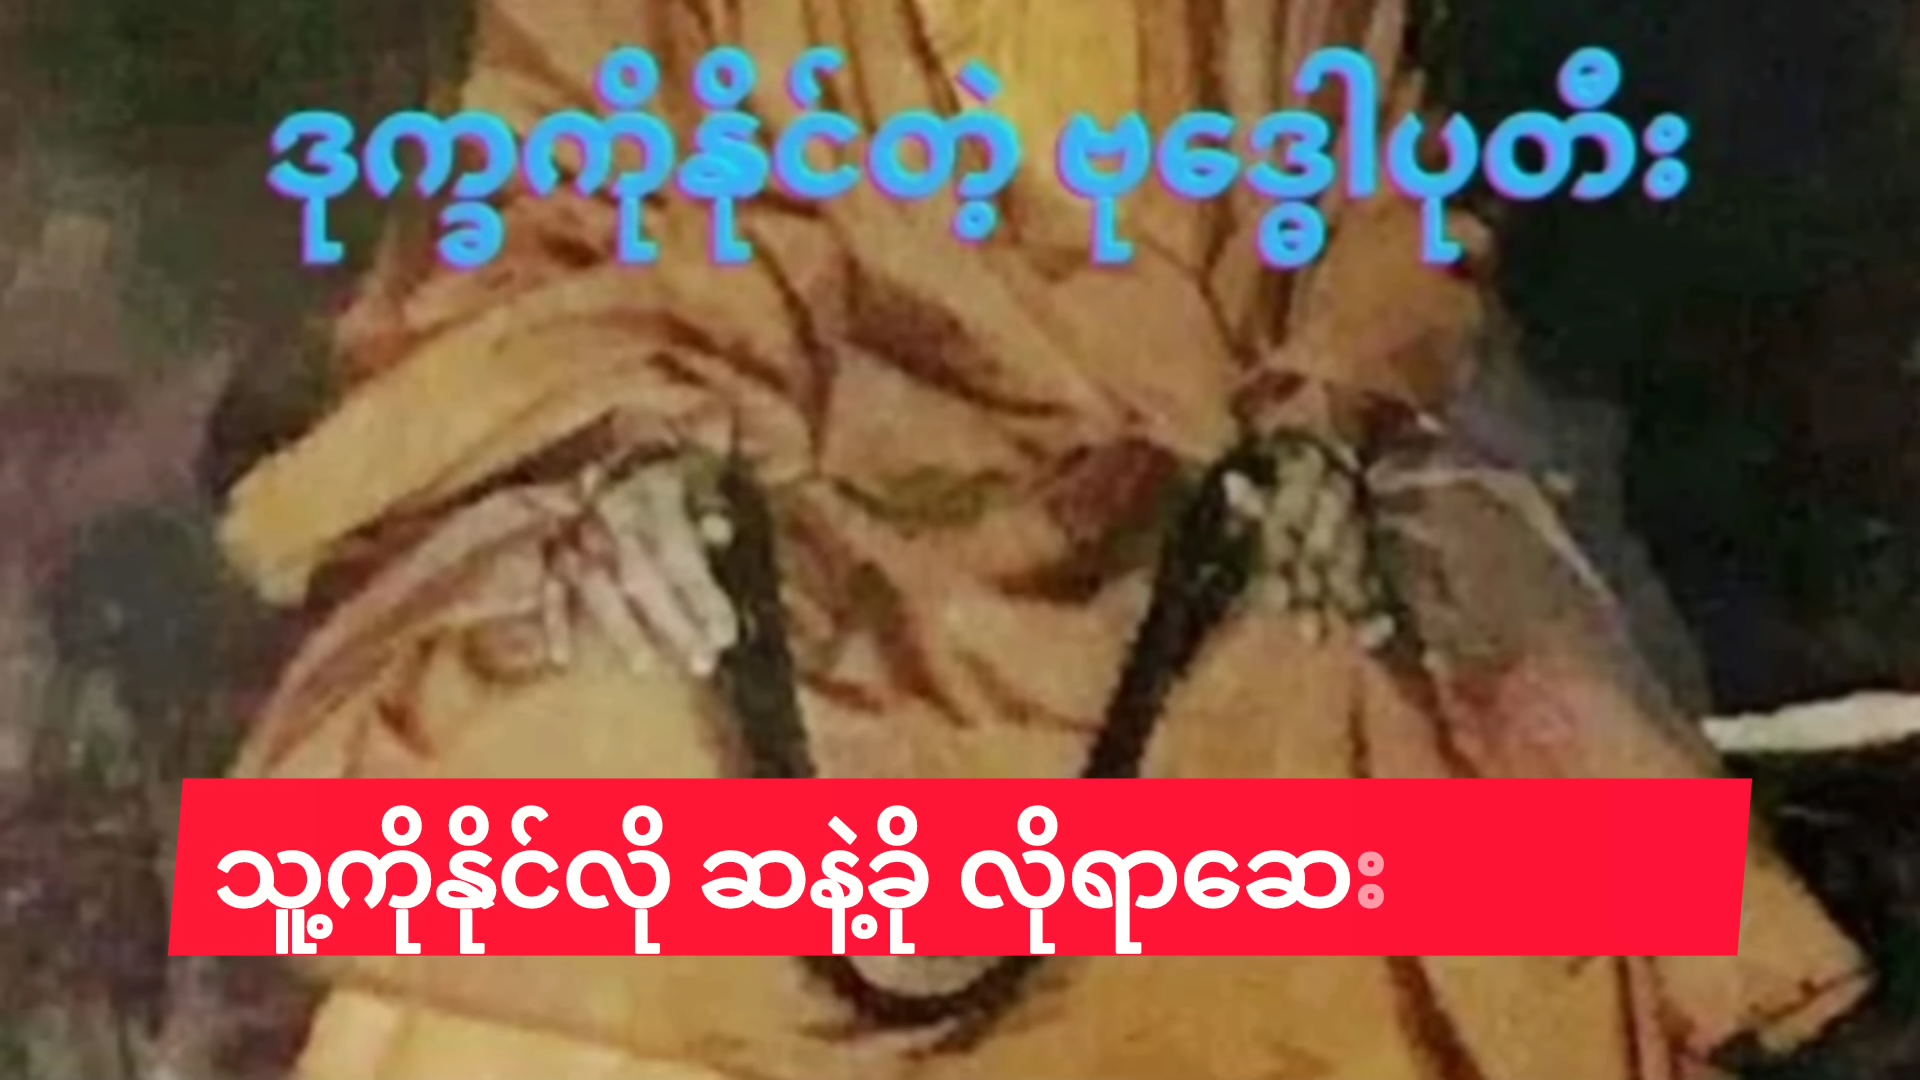 ဒုက္ခကိုနိုင်တဲ့ ဗုဒ္ဓေါပုတီး
သူ့ကိုနိုင်လို ဆနဲ့ခို လိုရာဆေး